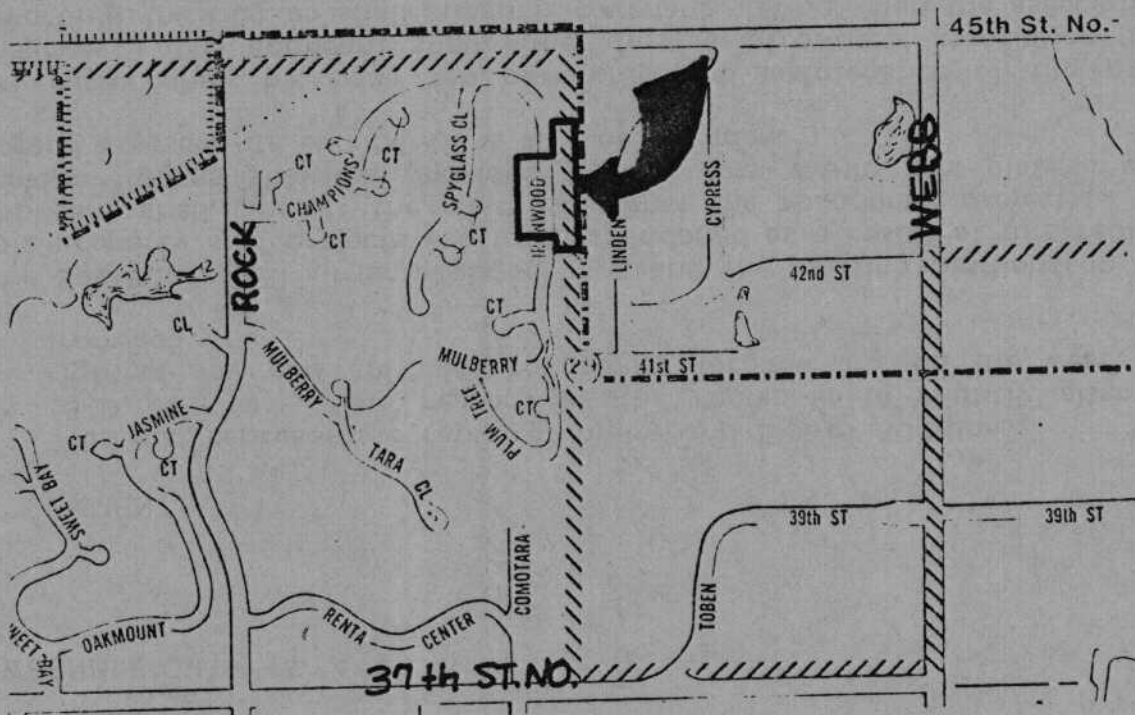 45th St. No.
WEBB
SPYGLASS CL
CT
CT
CHAMPIONS
CT
CT
IRONWOOD
CYPRESS
LINDEN
ROCK
42nd ST
CL
CT
MULBERRY
MULBERRY
41st ST
PLUM TREE
CT
JASMINE
CT
CT
TARA CL
SWEET BAY
39th ST
39th ST
COMOTARA
TOBEN
RENTA CENTER
OAKMOUNT
37th ST. NO.